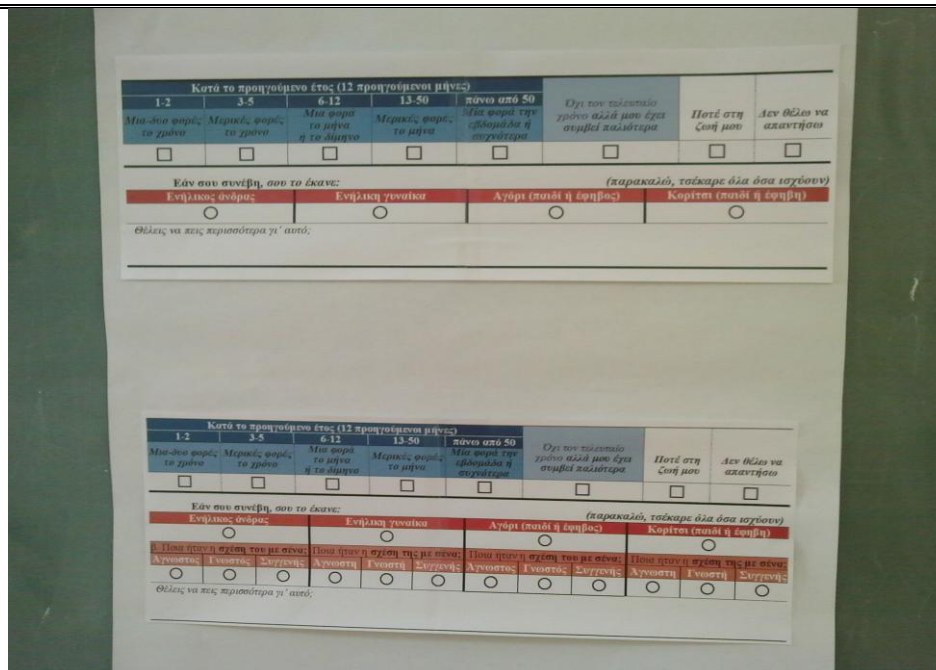 Κατά το προηγούμενο έτος (12 προηγούμενοι μήνες)
1-2 3-5 6-12 13-50 πάνω από 50
Μια-δυο φορές το χρόνο Μερικές φορές το χρόνο Μια φορά το μήνα ή το δίμηνο Μερικές φορές το μήνα Μία φορά την εβδομάδα ή συχνότερα Όχι τον τελευταίο χρόνο αλλά μου έχει συμβεί παλιότερα Ποτέ στη ζωή μου Δεν θέλω να απαντήσω
Εάν σου συνέβη, σου το έκανε: (παρακαλώ, τσέκαρε όλα όσα ισχύουν)
Ενήλικος άνδρας Ενήλικη γυναίκα Αγόρι (παιδί ή έφηβος) Κορίτσι (παιδί ή έφηβη)
Θέλεις να πεις περισσότερα γι' αυτό;
Κατά το προηγούμενο έτος (12 προηγούμενοι μήνες)
1-2 3-5 6-12 13-50 πάνω από 50
Μια-δυο φορές το χρόνο Μερικές φορές το χρόνο Μια φορά το μήνα ή το δίμηνο Μερικές φορές το μήνα Μία φορά την εβδομάδα ή συχνότερα Όχι τον τελευταίο χρόνο αλλά μου έχει συμβεί παλιότερα Ποτέ στη ζωή μου Δεν θέλω να απαντήσω
Εάν σου συνέβη, σου το έκανε: (παρακαλώ, τσέκαρε όλα όσα ισχύουν)
Ενήλικος άνδρας Ενήλικη γυναίκα Αγόρι (παιδί ή έφηβος) Κορίτσι (παιδί ή έφηβη)
β. Ποια ήταν η σχέση του με σένα; Ποια ήταν η σχέση της με σένα; Ποια ήταν η σχέση του με σένα; Ποια ήταν η σχέση της με σένα;
Άγνωστος Γνωστός Συγγενής Άγνωστη Γνωστή Συγγενής Άγνωστος Γνωστός Συγγενής Άγνωστη Γνωστή Συγγενής
Θέλεις να πεις περισσότερα γι' αυτό;